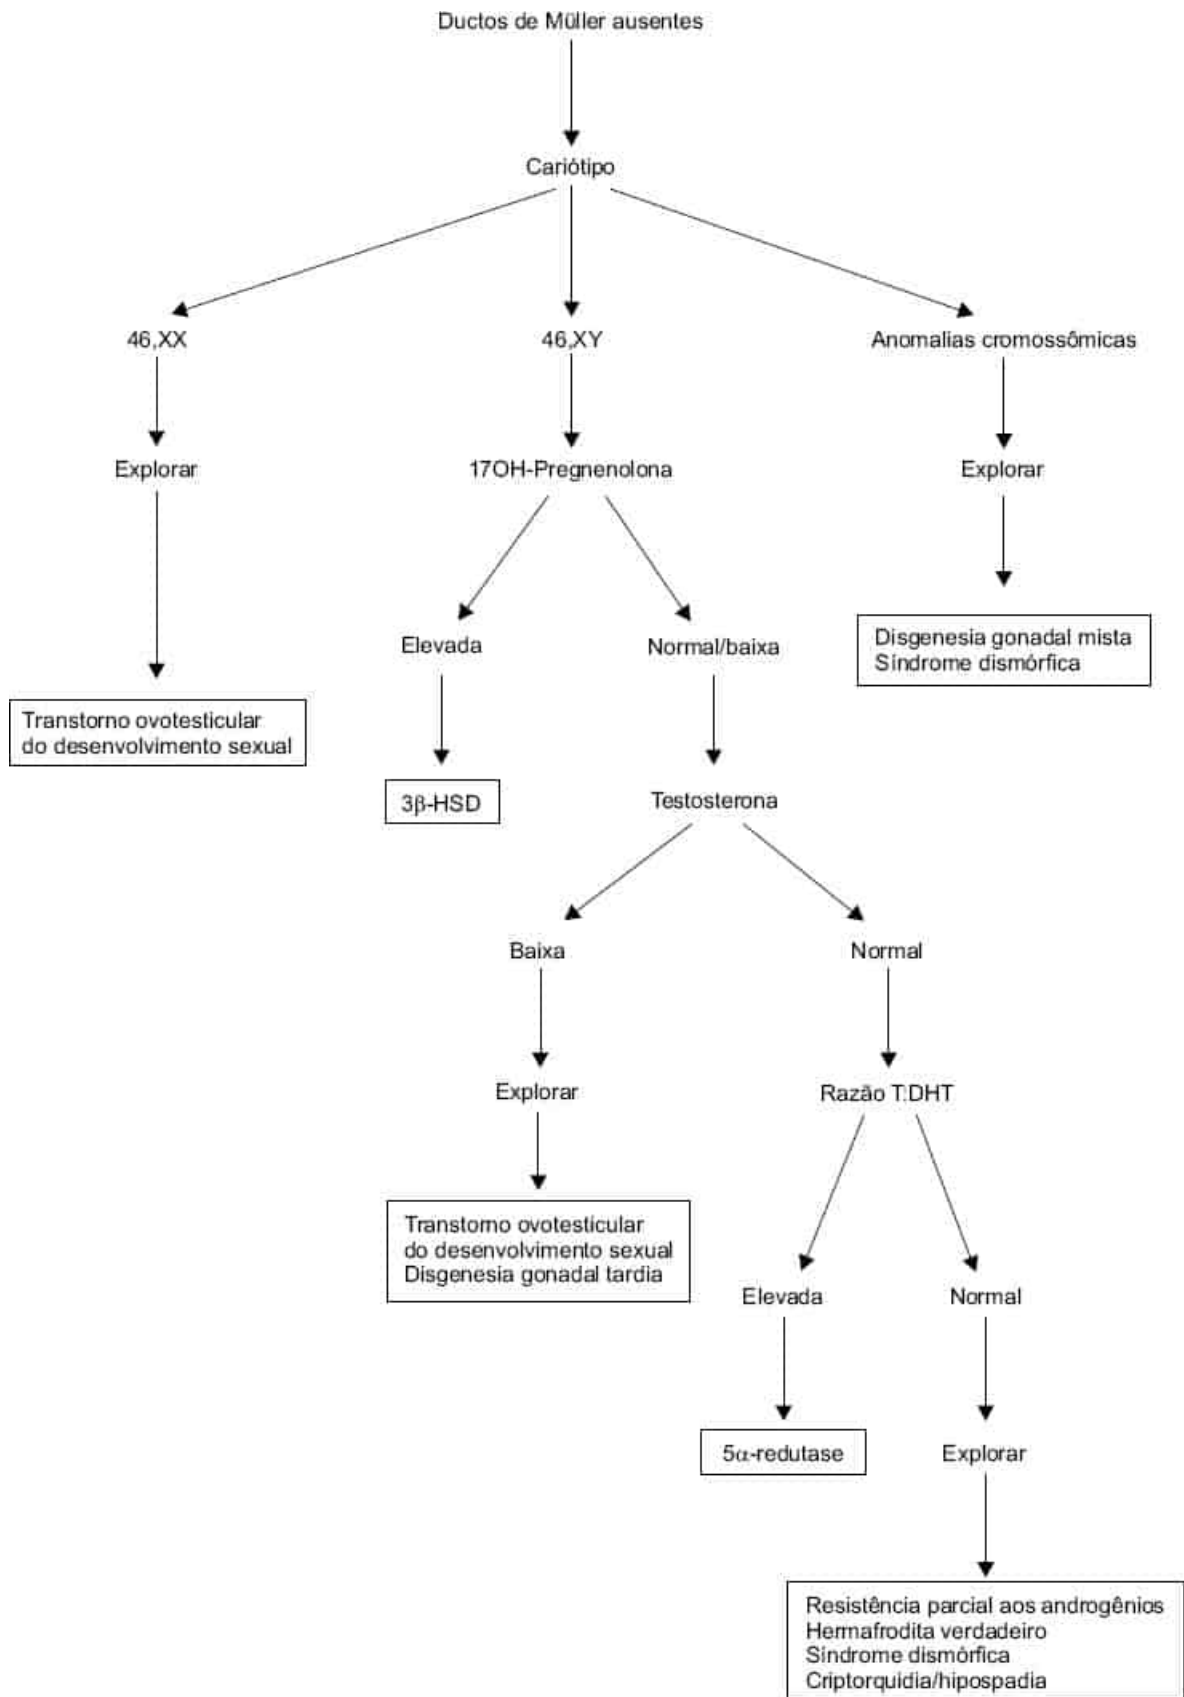 Ductos de Müller ausentes
Cariótipo
46,XX
46,XY
Anomalias cromossômicas
Explorar
17OH-Pregnenolona
Explorar
Elevada
Normal/baixa
Disgenesia gonadal mista
Síndrome dismórfica
Transtorno ovotesticular
do desenvolvimento sexual
3β-HSD
Testosterona
Baixa
Normal
Explorar
Razão T:DHT
Transtorno ovotesticular
do desenvolvimento sexual
Disgenesia gonadal tardia
Elevada
Normal
5α-redutase
Explorar
Resistência parcial aos androgênios
Hermafrodita verdadeiro
Síndrome dismórfica
Criptorquidia/hipospadia